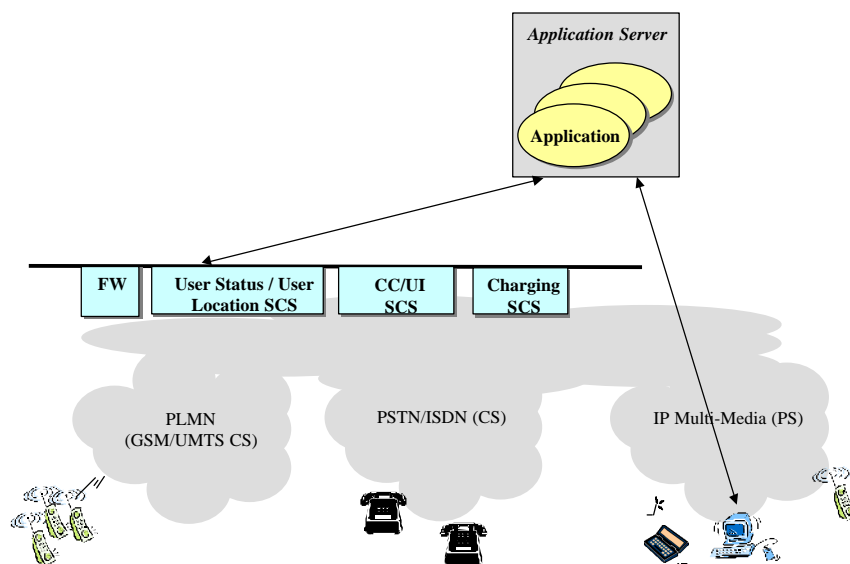 Application Server
Application
FW
User Status / User
Location SCS
CC/UI
SCS
Charging
SCS
PLMN
(GSM/UMTS CS)
PSTN/ISDN (CS)
IP Multi-Media (PS)